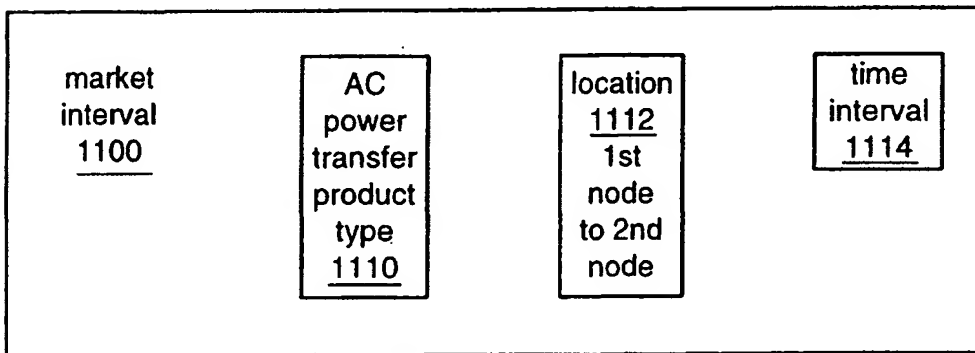 market
interval
1100
AC
power
transfer
product
type
1110
location
1112
1st
node
to 2nd
node
time
interval
1114